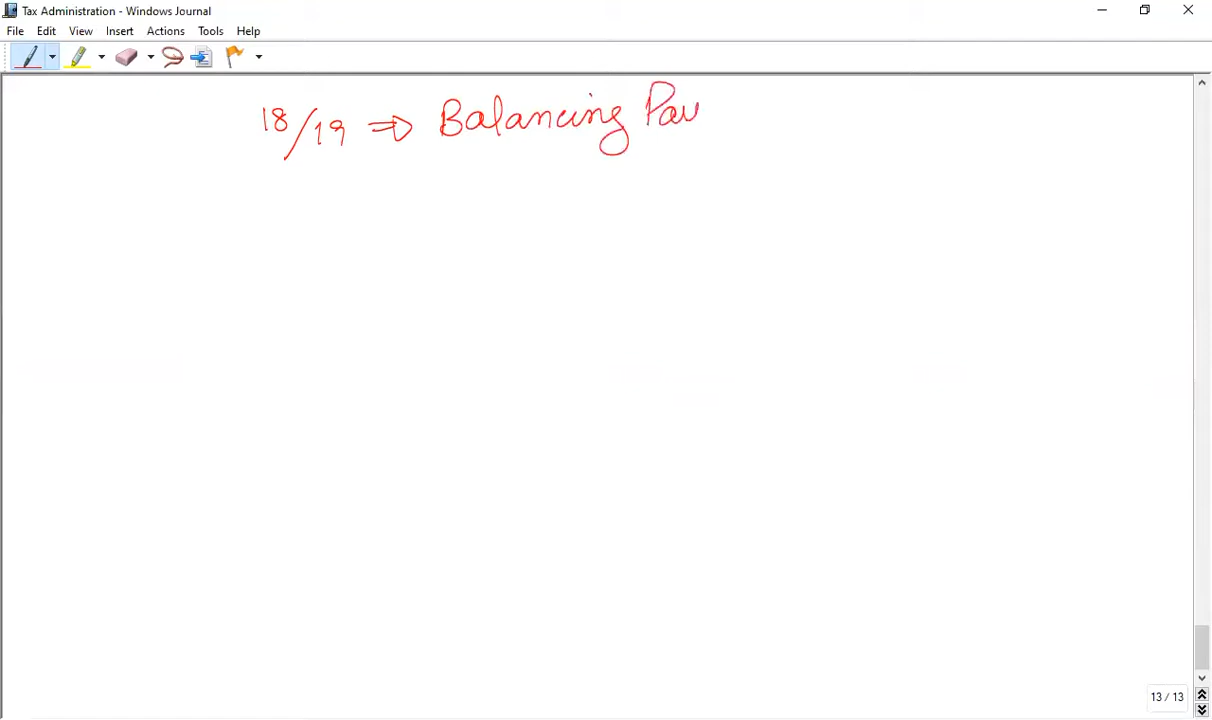 Tax Administration - Windows Journal
File Edit View Insert Actions Tools Help
18/19 ⇒ Balancing Pay
13 / 13